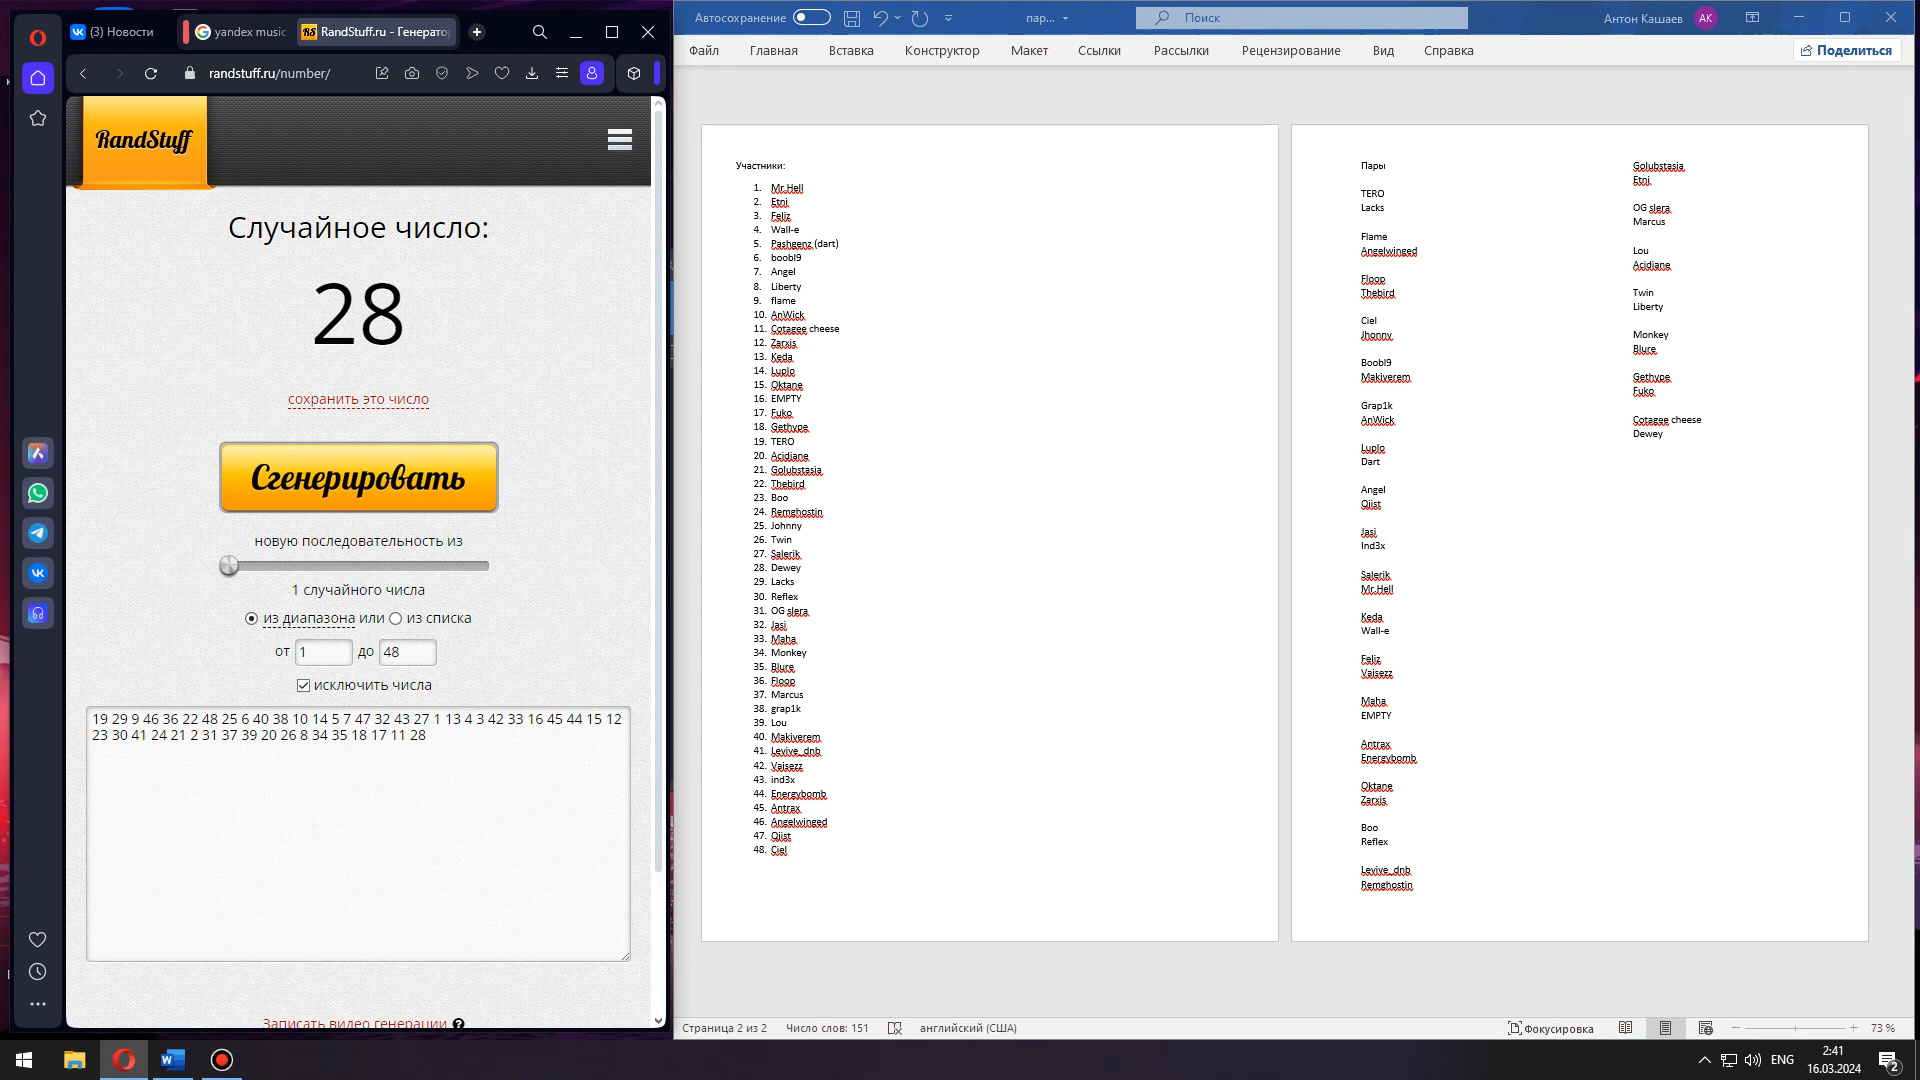 (3) Новости
yandex music
RandStuff.ru - Генерато
randstuff.ru/number/
RandStuff
Случайное число:
28
сохранить это число
Сгенерировать
новую последовательность из
1 случайного числа
из диапазона или из списка
от 1 до 48
исключить числа
19 29 9 46 36 22 48 25 6 40 38 10 14 5 7 47 32 43 27 1 13 4 3 42 33 16 45 44 15 12
23 30 41 24 21 2 31 37 39 20 26 8 34 35 18 17 11 28
Записать видео генерации
Автосохранение
пар...
Поиск
Антон Кашаев
АК
Файл
Главная
Вставка
Конструктор
Макет
Ссылки
Рассылки
Рецензирование
Вид
Справка
Поделиться
Участники:
1. Mr.Hell
2. Etni
3. Feliz
4. Wall-e
5. Pashgenz (dart)
6. boobl9
7. Angel
8. Liberty
9. flame
10. AnWick
11. Cotagee cheese
12. Zarxis
13. Keda
14. Luplo
15. Oktane
16. EMPTY
17. Fuko
18. Gethype
19. TERO
20. Acidiane
21. Golubstasia
22. Thebird
23. Boo
24. Remghostin
25. Johnny
26. Twin
27. Salerik
28. Dewey
29. Lacks
30. Reflex
31. OG slera
32. Jasi
33. Maha
34. Monkey
35. Blure
36. Floop
37. Marcus
38. grap1k
39. Lou
40. Makiverem
41. Levive_dnb
42. Vaisezz
43. ind3x
44. Energybomb
45. Antrax
46. Angelwinged
47. Qiist
48. Ciel
Пары
TERO
Lacks
Flame
Angelwinged
Floop
Thebird
Ciel
Jhonny
Boobl9
Makiverem
Grap1k
AnWick
Luplo
Dart
Angel
Qiist
Jasi
Ind3x
Salerik
Mr.Hell
Keda
Wall-e
Feliz
Vaisezz
Maha
EMPTY
Antrax
Energybomb
Oktane
Zarxis
Boo
Reflex
Levive_dnb
Remghostin
Golubstasia
Etni
OG slera
Marcus
Lou
Acidiane
Twin
Liberty
Monkey
Blure
Gethype
Fuko
Cotagee cheese
Dewey
Страница 2 из 2
Число слов: 151
английский (США)
Фокусировка
73 %
ENG
2:41
16.03.2024
2